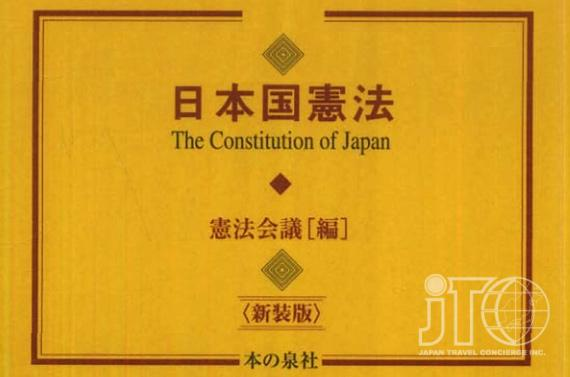 日本国憲法
The Constitution of Japan
憲法会議［編］
〈新装版〉
本の泉社
JTC
JAPAN TRAVEL CONCIERGE INC.